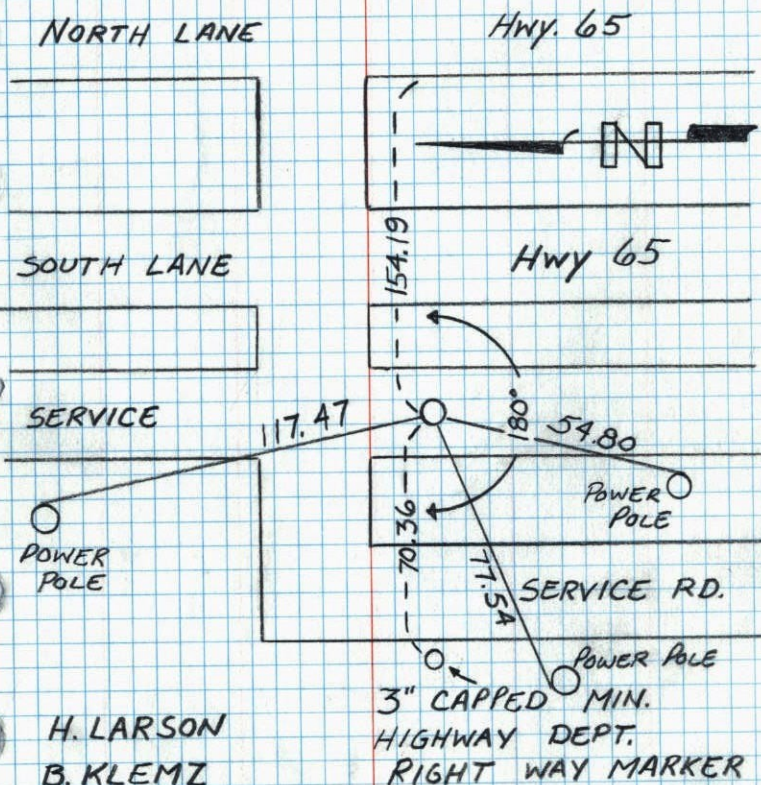 NORTH LANE
Hwy. 65
N
154.19
SOUTH LANE
Hwy 65
SERVICE
117.47
180°
54.80
POWER
POLE
POWER
POLE
70.36
77.54
SERVICE RD.
POWER POLE
3" CAPPED MIN.
HIGHWAY DEPT.
RIGHT WAY MARKER
H. LARSON
B. KLEMZ